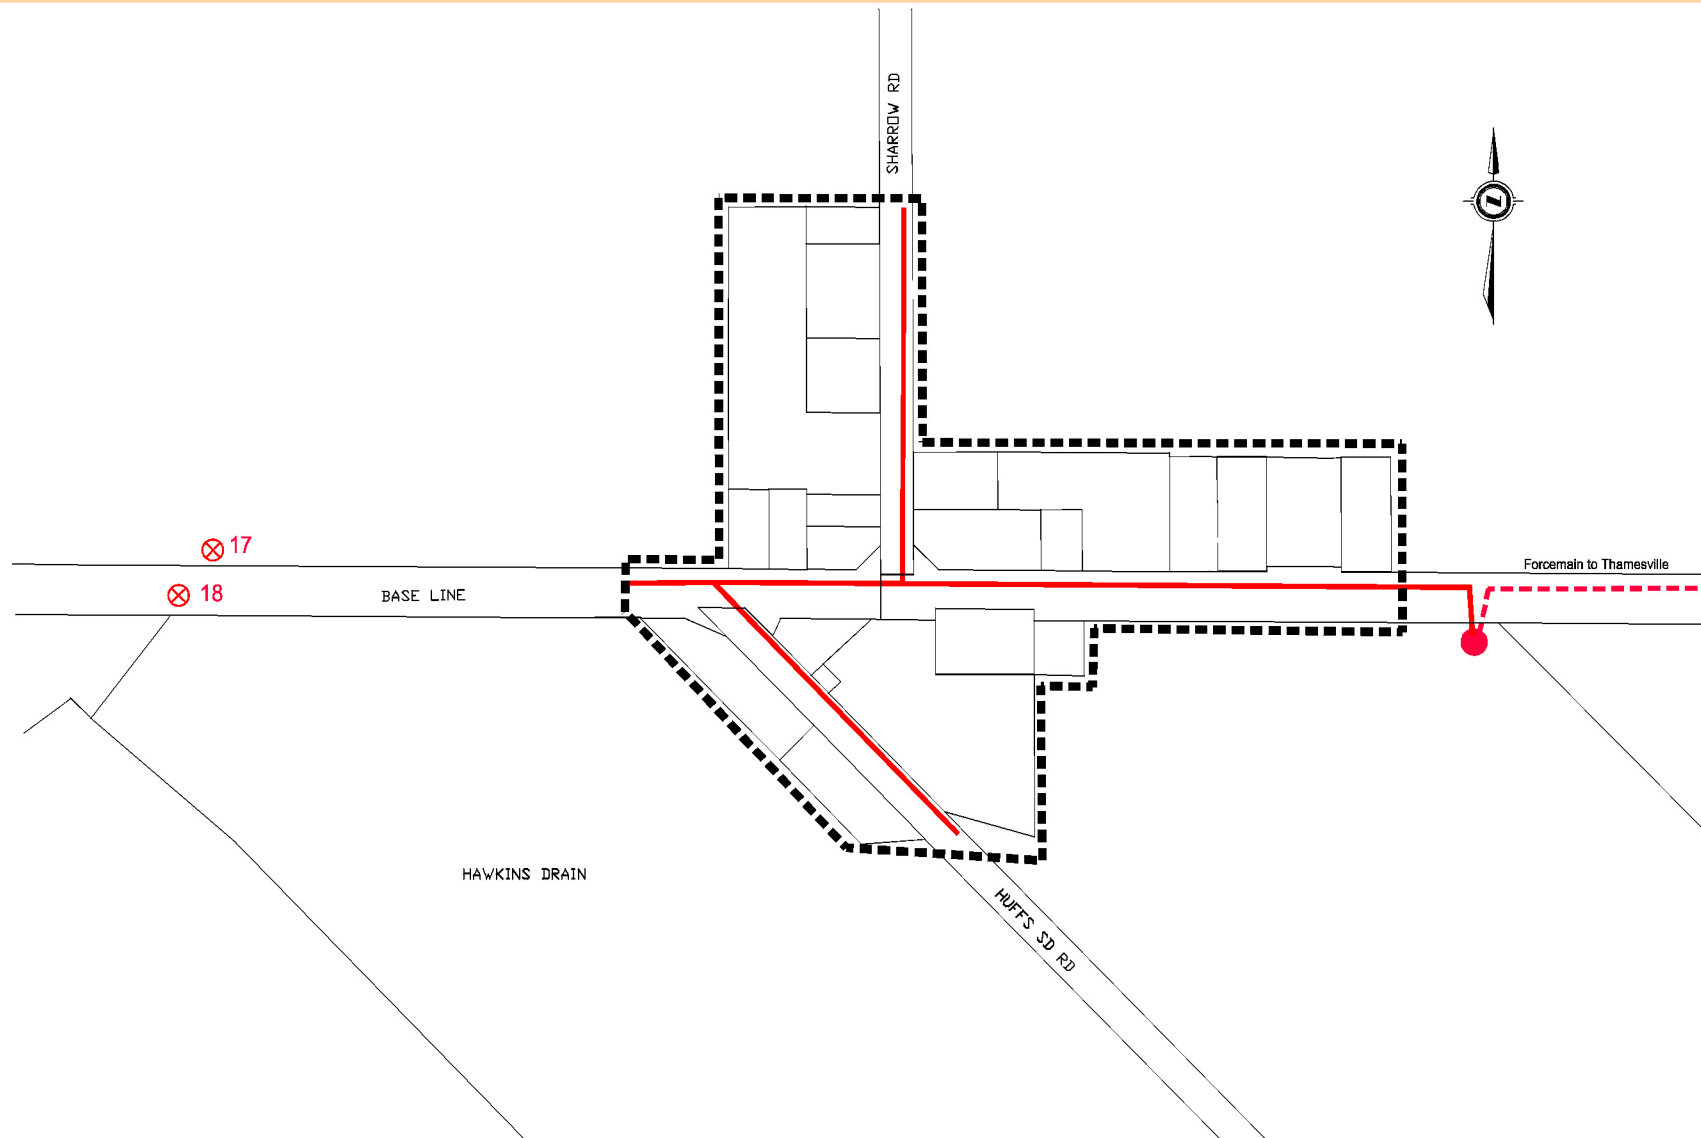 SHARROW RD
N
Forcemain to Thamesville
17
18
BASE LINE
HAWKINS DRAIN
HUFFS SD RD